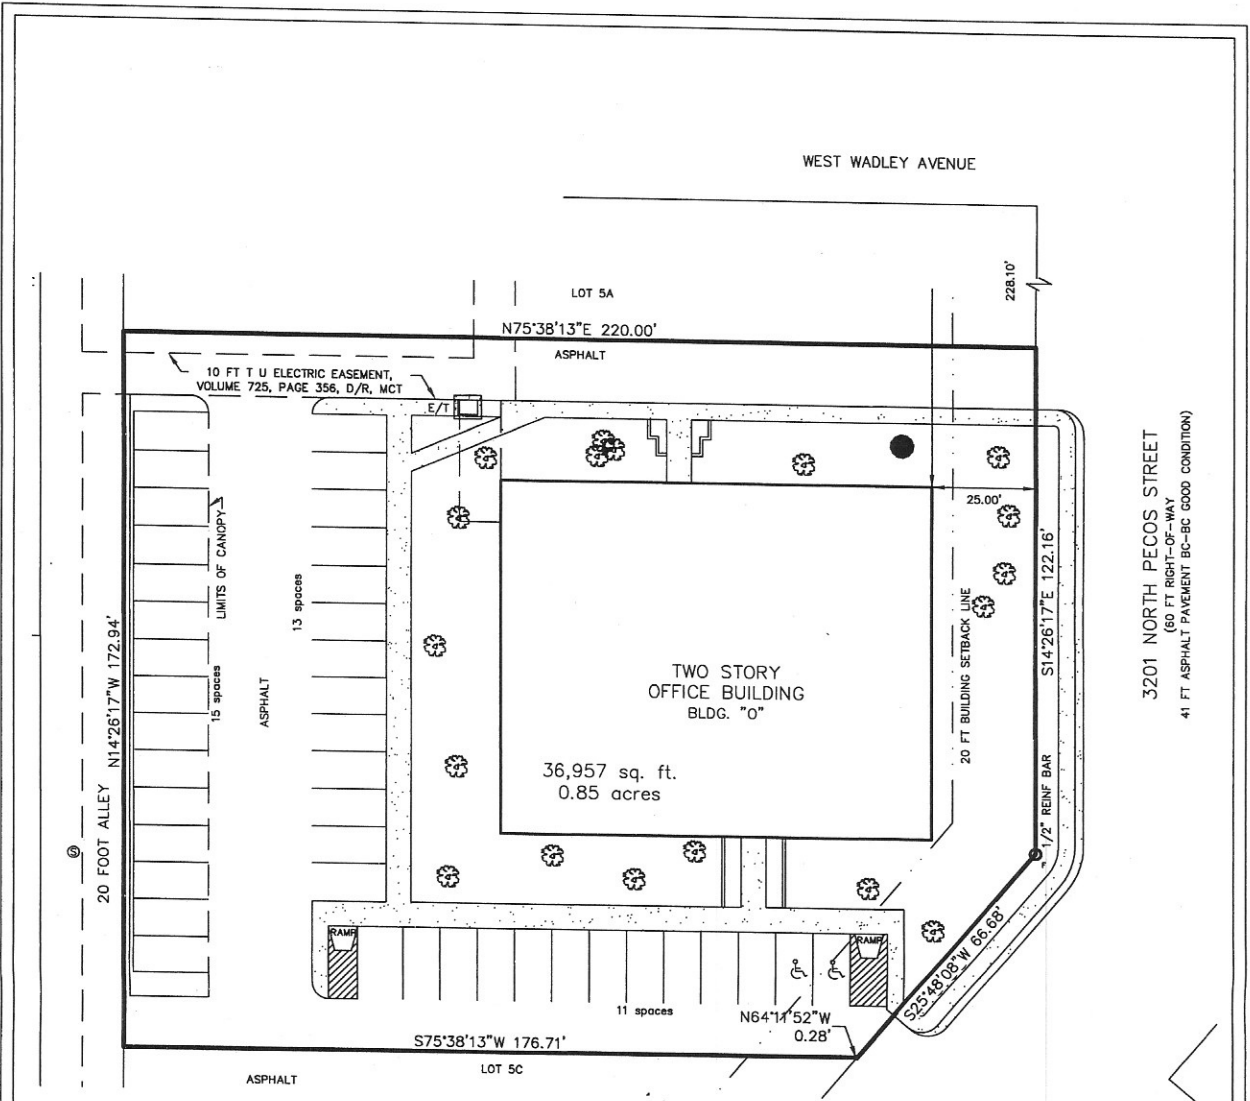 WEST WADLEY AVENUE
228.10'
LOT 5A
N75°38'13"E 220.00'
ASPHALT
10 FT T U ELECTRIC EASEMENT,
VOLUME 725, PAGE 356, D/R, MCT
E/T
25.00'
LIMITS OF CANOPY
13 spaces
15 spaces
ASPHALT
N14°26'17"W 172.94'
20 FOOT ALLEY
S
TWO STORY
OFFICE BUILDING
BLDG. "O"
36,957 sq. ft.
0.85 acres
20 FT BUILDING SETBACK LINE
S14°26'17"E 122.16'
1/2" REINF BAR
F
3201 NORTH PECOS STREET
(60 FT RIGHT-OF-WAY
41 FT ASPHALT PAVEMENT BC-BC GOOD CONDITION)
RAMP
RAMP
S25°48'08"W 66.68'
11 spaces
N64°11'52"W
0.28'
S75°38'13"W 176.71'
LOT 5C
ASPHALT